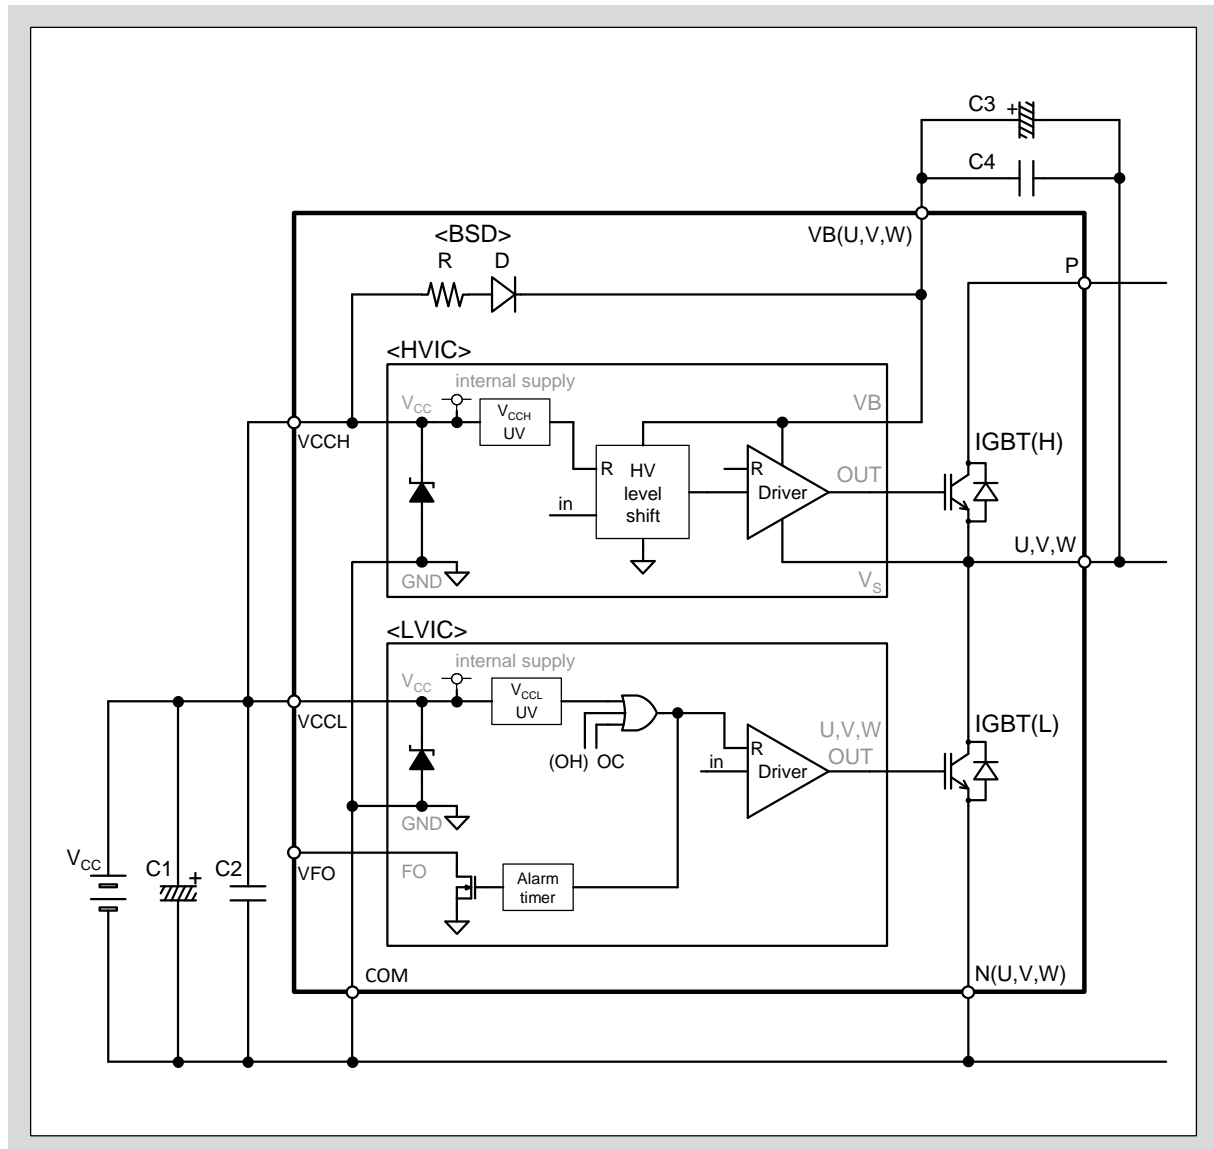 C3 +
C4
<BSD>
R D
VB(U,V,W)
P
<HVIC>
internal supply
VCC
VCCH
UV
VB
VCCH
R HV
level
shift
in
R
Driver
OUT
IGBT(H)
U,V,W
GND
VS
<LVIC>
internal supply
VCC
VCCL
UV
VCCL
(OH) OC
R
in
Driver
U,V,W
OUT
IGBT(L)
GND
VCC
C1 +
C2
VFO
FO
Alarm
timer
COM
N(U,V,W)